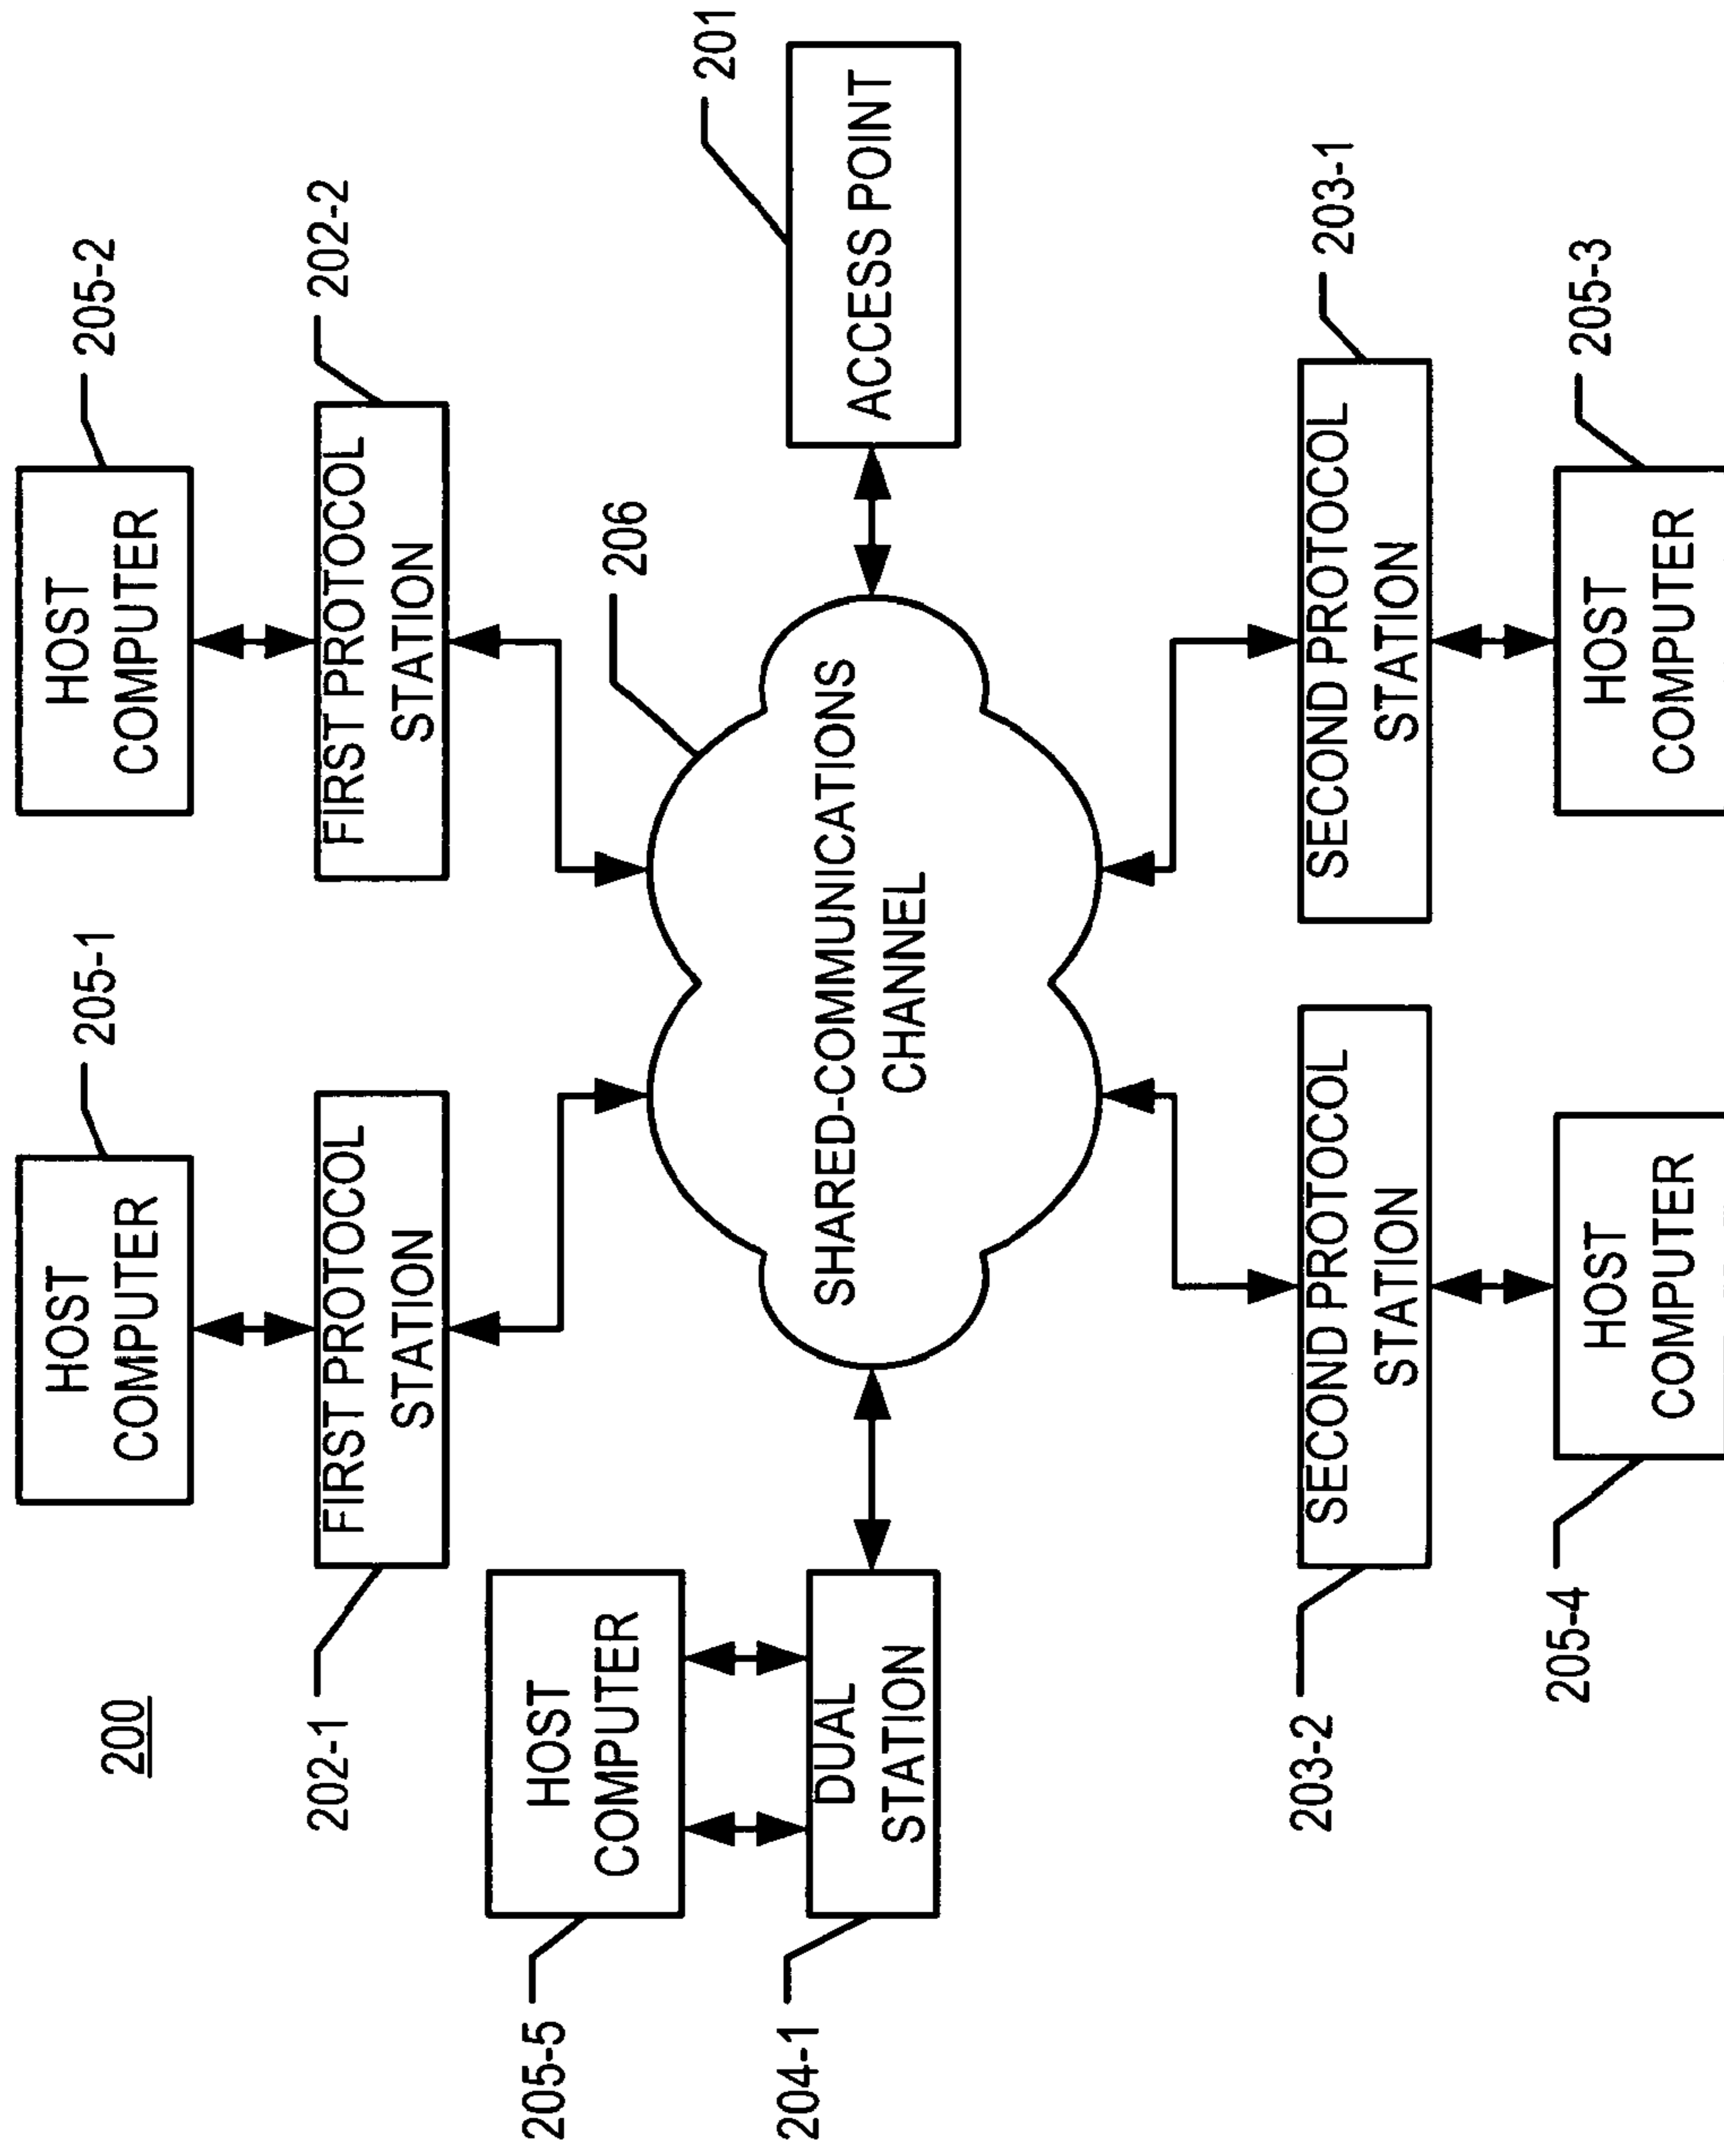 200
205-1
205-2
HOST
COMPUTER
HOST
COMPUTER
202-1
202-2
FIRST PROTOCOL
STATION
FIRST PROTOCOL
STATION
205-5
HOST
COMPUTER
206
201
204-1
DUAL
STATION
SHARED-COMMUNICATIONS
CHANNEL
ACCESS POINT
203-2
203-1
SECOND PROTOCOL
STATION
SECOND PROTOCOL
STATION
205-4
205-3
HOST
COMPUTER
HOST
COMPUTER